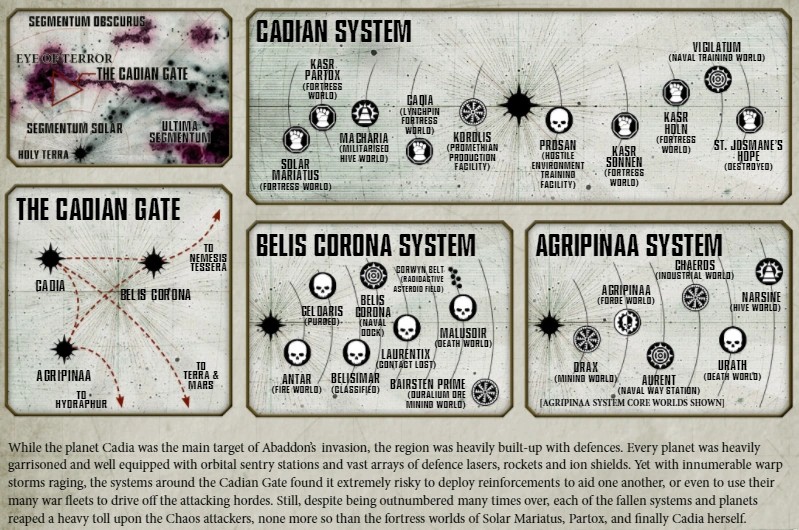 SEGMENTUM OBSCURUS
EYE OF TERROR
THE CADIAN GATE
SEGMENTUM SOLAR
ULTIMA
SEGMENTUM
HOLY TERRA
CADIAN SYSTEM
SOLAR
MARIATUS
(FORTRESS WORLD)
KASR
PARTOX
(FORTRESS
WORLD)
MACHARIA
(MILITARISED
HIVE WORLD)
CADIA
(LYNCHPIN
FORTRESS
WORLD)
KOROLIS
(PROMETHIAN
PRODUCTION
FACILITY)
PROSAN
(HOSTILE
ENVIRONMENT
TRAINING
FACILITY)
KASR
SONNEN
(FORTRESS
WORLD)
KASR
HOLN
(FORTRESS
WORLD)
VIGILATUM
(NAVAL TRAINING WORLD)
ST. JOSMANE'S
HOPE
(DESTROYED)
THE CADIAN GATE
CADIA
BELIS CORONA
AGRIPINAA
TO
NEMESIS
TESSERA
TO
TERRA &
MARS
TO
HYDRAPHUR
BELIS CORONA SYSTEM
ANTAR
(FIRE WORLD)
GELDARIS
(PURGED)
BELISIMAR
(CLASSIFIED)
BELIS
CORONA
(NAVAL
DOCK)
LAURENTIX
(CONTACT LOST)
CORWYN BELT
(RADIOACTIVE
ASTEROID FIELD)
MALUSOIR
(DEATH WORLD)
BAIRSTEN PRIME
(DURALIUM ORE
MINING WORLD)
AGRIPINAA SYSTEM
DRAX
(MINING WORLD)
AGRIPINAA
(FORGE WORLD)
AURENT
(NAVAL WAY STATION)
CHAEROS
(INDUSTRIAL WORLD)
URATH
(DEATH WORLD)
NARSINE
(HIVE WORLD)
[AGRIPINAA SYSTEM CORE WORLDS SHOWN]
While the planet Cadia was the main target of Abaddon's invasion, the region was heavily built-up with defences. Every planet was heavily
garrisoned and well equipped with orbital sentry stations and vast arrays of defence lasers, rockets and ion shields. Yet with innumerable warp
storms raging, the systems around the Cadian Gate found it extremely risky to deploy reinforcements to aid one another, or even to use their
many war fleets to drive off the attacking hordes. Still, despite being outnumbered many times over, each of the fallen systems and planets
reaped a heavy toll upon the Chaos attackers, none more so than the fortress worlds of Solar Mariatus, Partox, and finally Cadia herself.